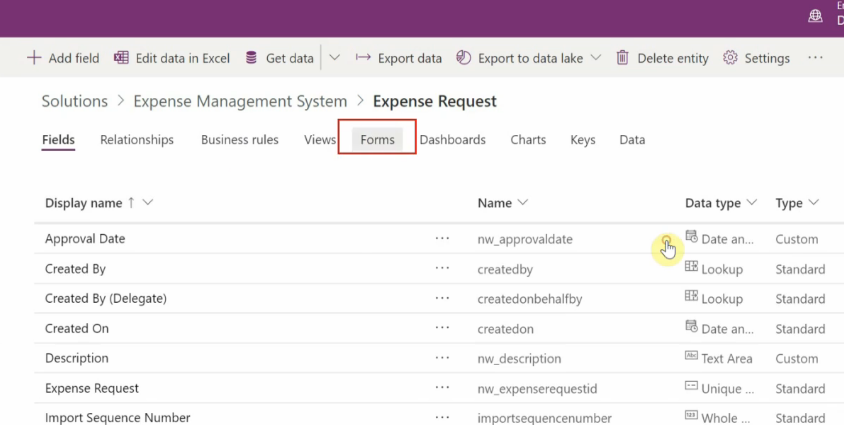 En
D
Add field Edit data in Excel Get data Export data Export to data lake Delete entity Settings ...
Solutions > Expense Management System > Expense Request
Fields Relationships Business rules Views Forms Dashboards Charts Keys Data
Display name ↑ Name Data type Type
Approval Date ... nw_approvaldate Date an... Custom
Created By ... createdby Lookup Standard
Created By (Delegate) ... createdonbehalfby Lookup Standard
Created On ... createdon Date an... Standard
Description ... nw_description Abc Text Area Custom
Expense Request ... nw_expenserequestid Unique ... Standard
Import Sequence Number ... importsequencenumber Whole ... Standard